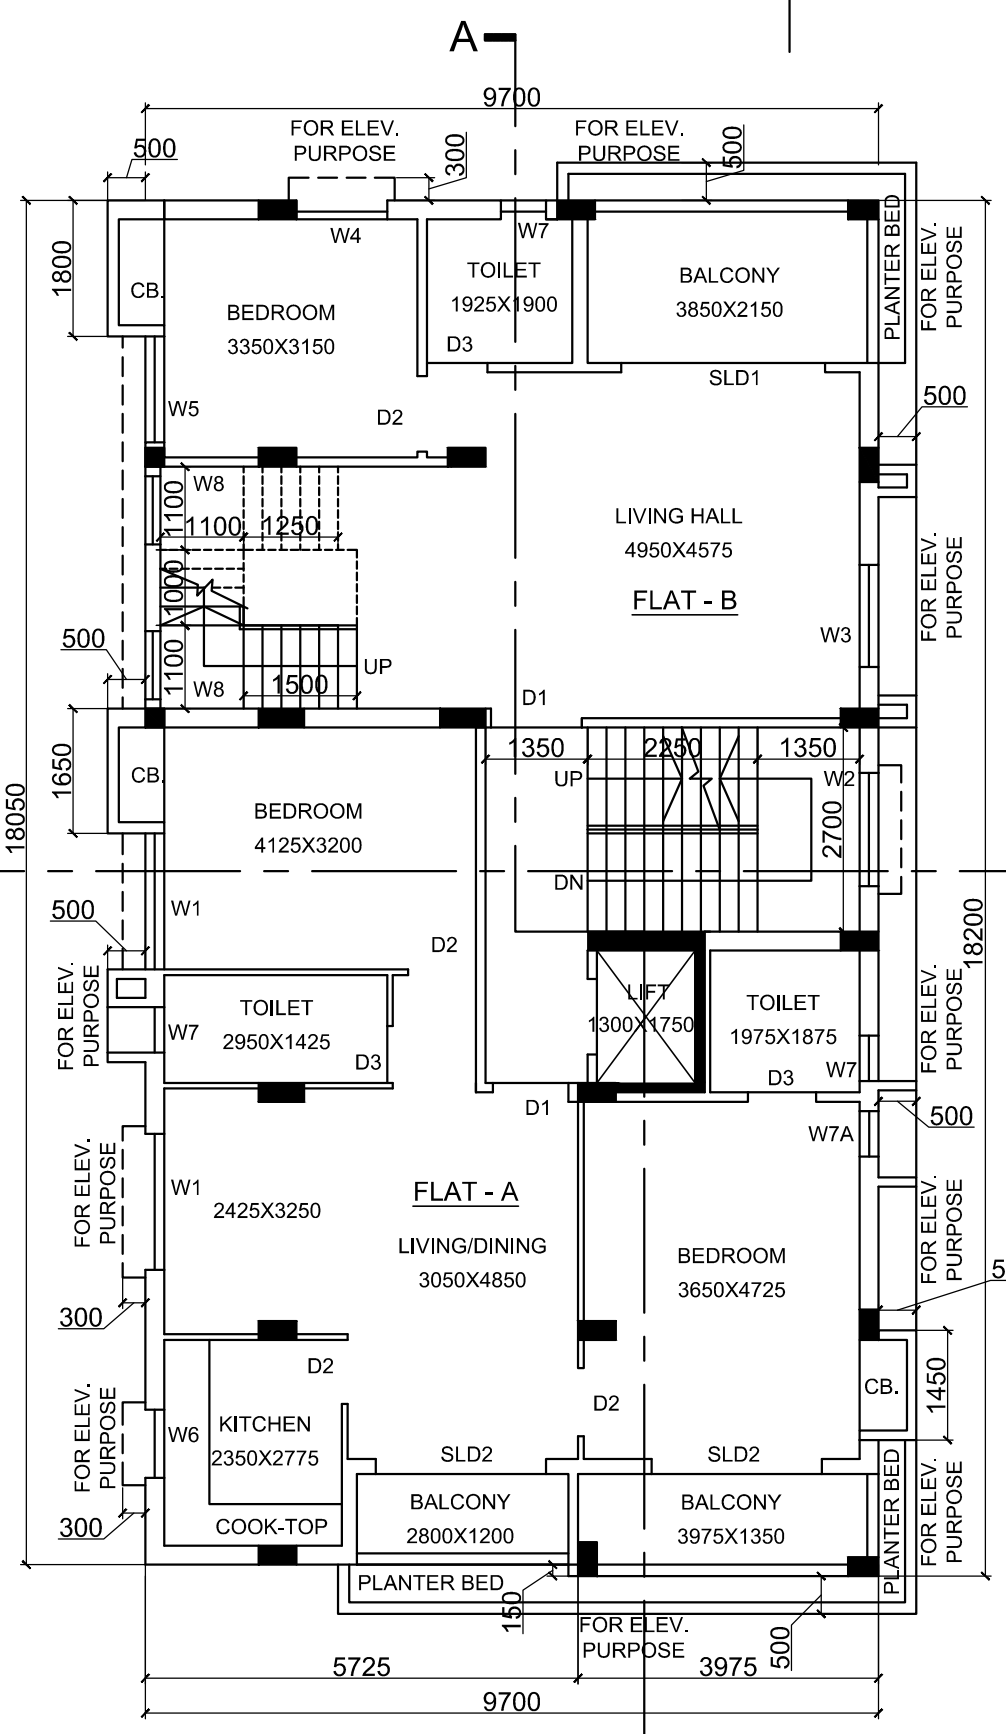 A
9700
FOR ELEV.
PURPOSE
FOR ELEV.
PURPOSE
500
300
500
W4
W7
1800
CB.
TOILET
1925X1900
BALCONY
3850X2150
PLANTER BED
FOR ELEV.
PURPOSE
BEDROOM
3350X3150
D3
SLD1
W5
D2
500
W8
1100
1100
1250
LIVING HALL
4950X4575
FLAT - B
FOR ELEV.
PURPOSE
1000
500
W3
1100
UP
W8
1500
D1
1650
CB.
1350
2250
1350
UP
W2
BEDROOM
4125X3200
18050
2700
DN
500
W1
D2
18200
FOR ELEV.
PURPOSE
LIFT
1300X1750
TOILET
2950X1425
TOILET
1975X1875
FOR ELEV.
PURPOSE
W7
D3
D3
W7
D1
500
W7A
FOR ELEV.
PURPOSE
W1
2425X3250
FLAT - A
LIVING/DINING
3050X4850
BEDROOM
3650X4725
FOR ELEV.
PURPOSE
5
300
D2
D2
CB.
1450
FOR ELEV.
PURPOSE
W6
KITCHEN
2350X2775
SLD2
SLD2
300
COOK-TOP
BALCONY
2800X1200
BALCONY
3975X1350
PLANTER BED
FOR ELEV.
PURPOSE
PLANTER BED
150
FOR ELEV.
PURPOSE
500
5725
3975
9700